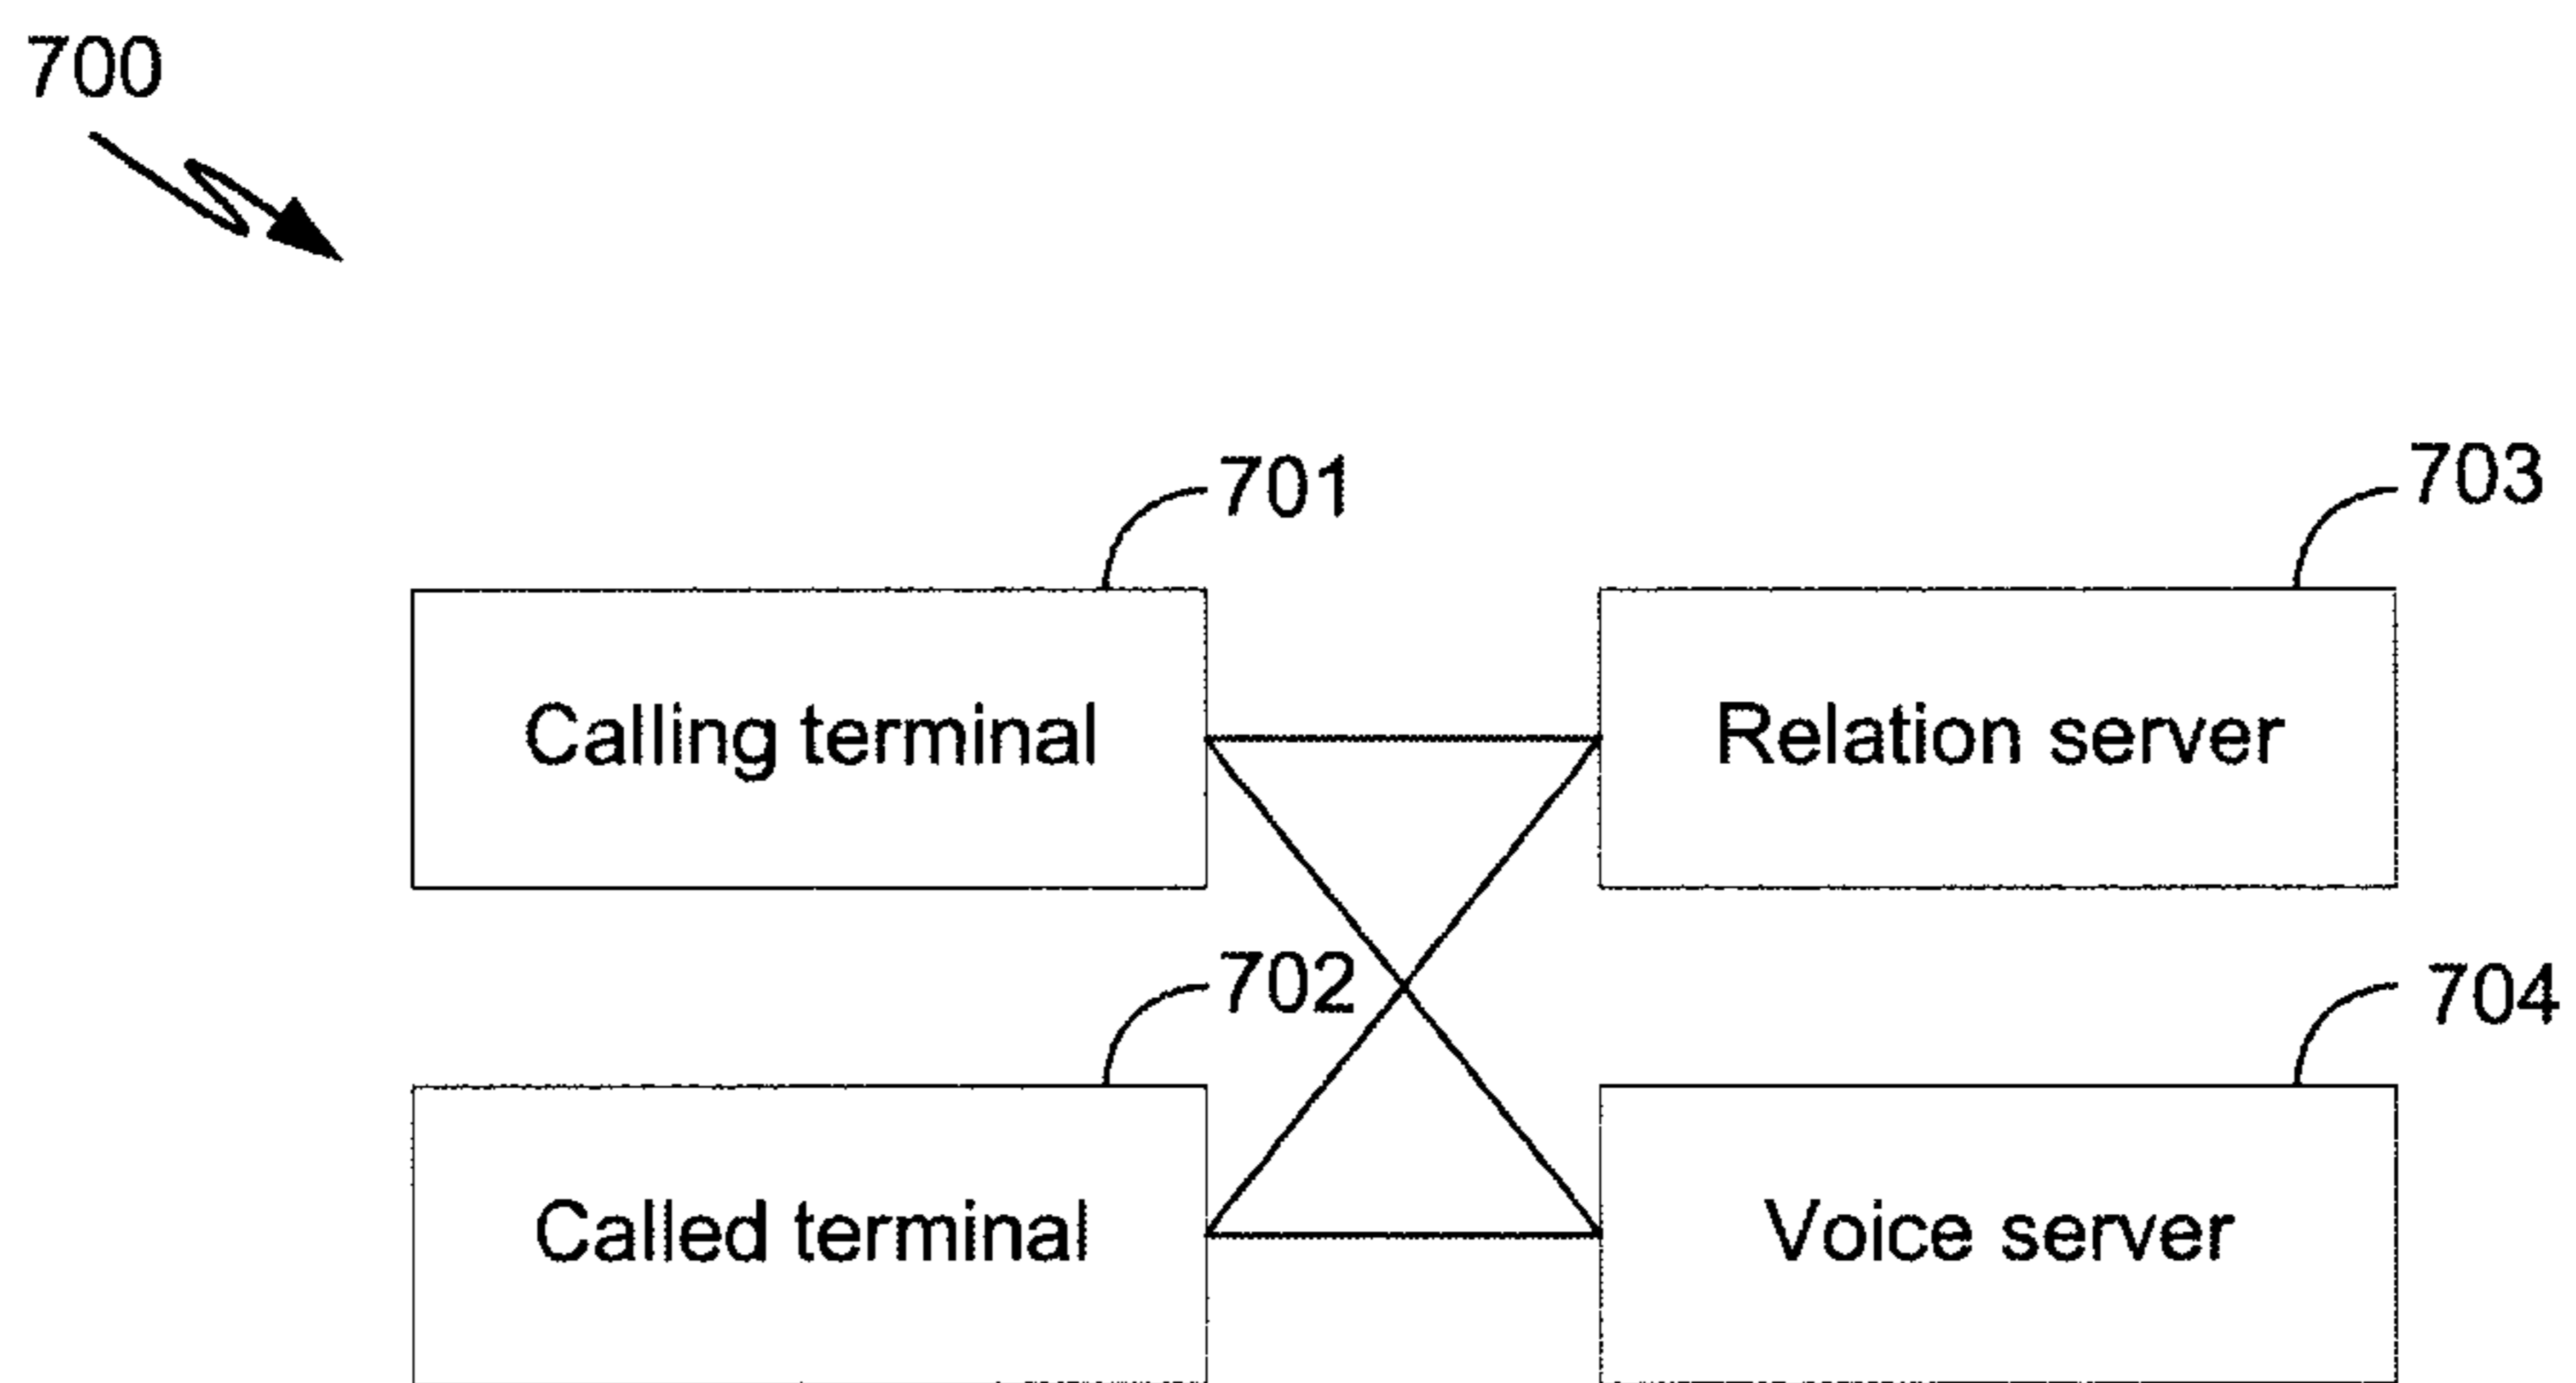 700
701
703
Calling terminal
Relation server
702
704
Called terminal
Voice server